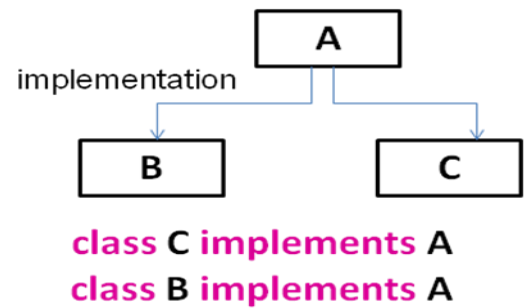 A
implementation
B C
class C implements A
class B implements A